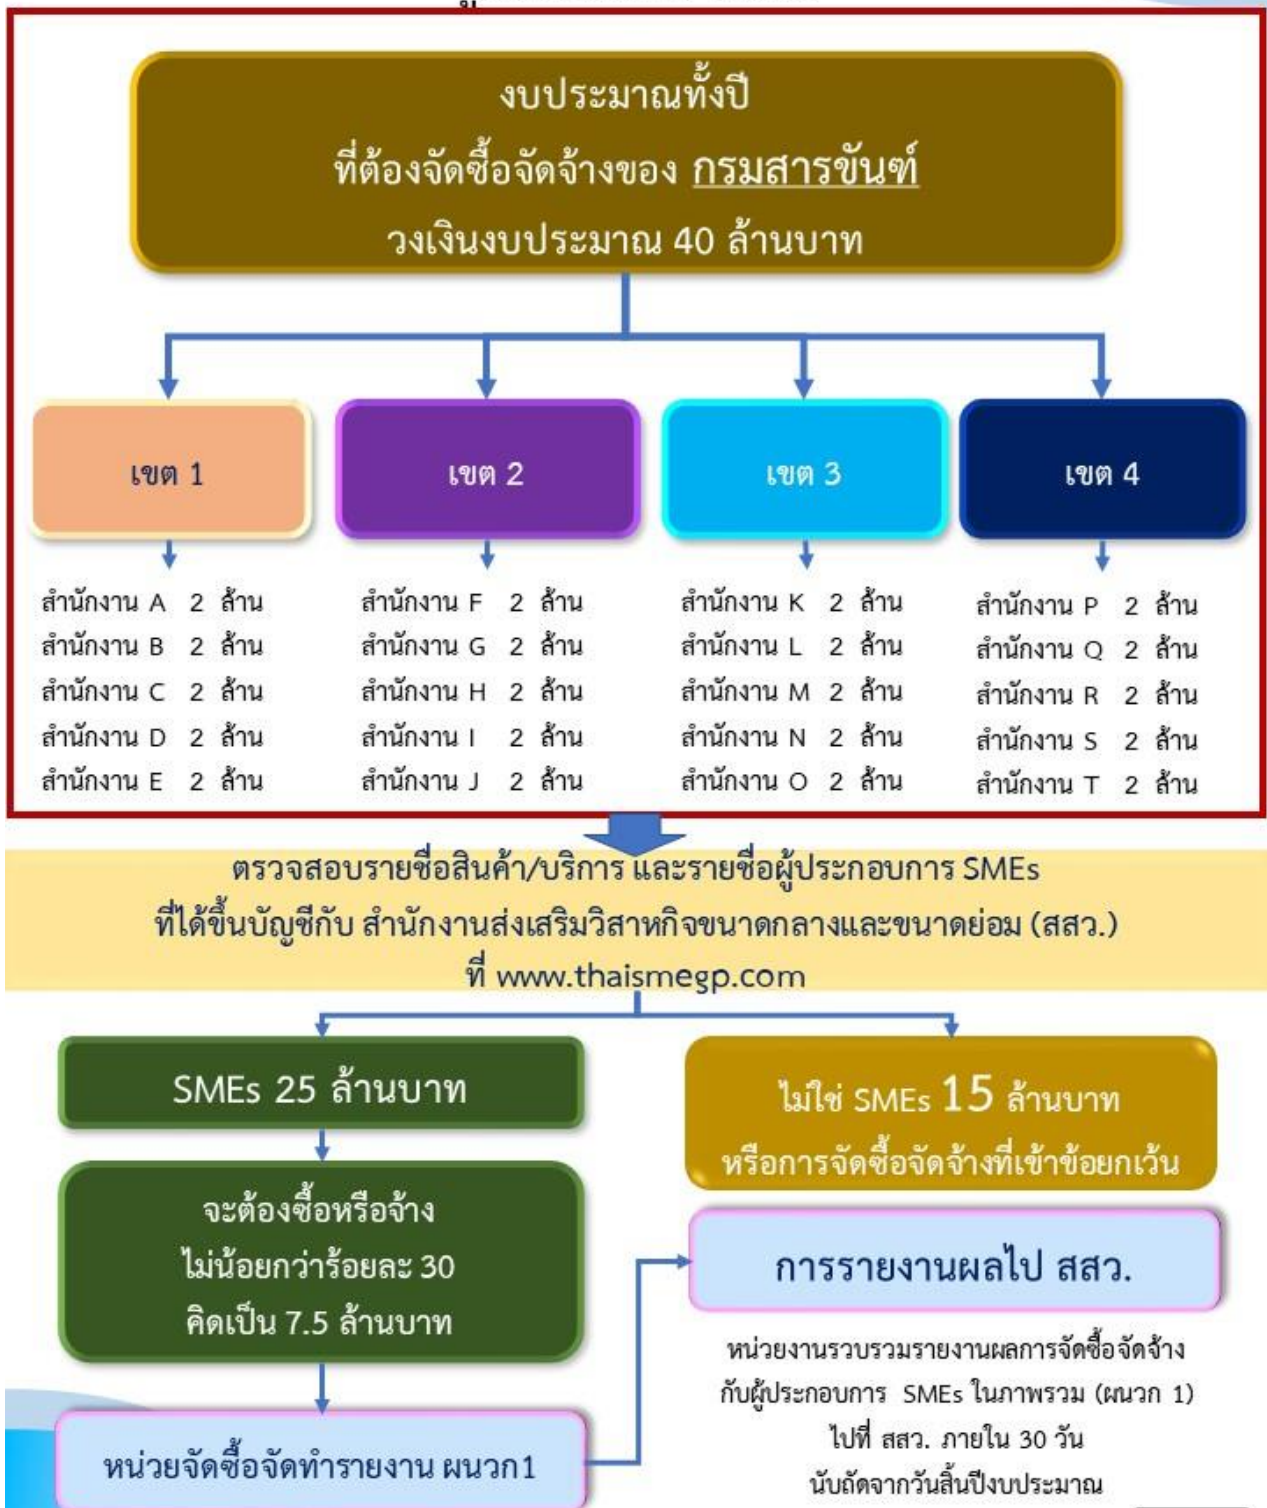 งบประมาณทั้งปี
ที่ต้องจัดซื้อจัดจ้างของ กรมสารขันฑ์
วงเงินงบประมาณ 40 ล้านบาท
เขต 1
เขต 2
เขต 3
เขต 4
สำนักงาน A 2 ล้าน
สำนักงาน B 2 ล้าน
สำนักงาน C 2 ล้าน
สำนักงาน D 2 ล้าน
สำนักงาน E 2 ล้าน
สำนักงาน F 2 ล้าน
สำนักงาน G 2 ล้าน
สำนักงาน H 2 ล้าน
สำนักงาน I 2 ล้าน
สำนักงาน J 2 ล้าน
สำนักงาน K 2 ล้าน
สำนักงาน L 2 ล้าน
สำนักงาน M 2 ล้าน
สำนักงาน N 2 ล้าน
สำนักงาน O 2 ล้าน
สำนักงาน P 2 ล้าน
สำนักงาน Q 2 ล้าน
สำนักงาน R 2 ล้าน
สำนักงาน S 2 ล้าน
สำนักงาน T 2 ล้าน
ตรวจสอบรายชื่อสินค้า/บริการ และรายชื่อผู้ประกอบการ SMEs
ที่ได้ขึ้นบัญชีกับ สำนักงานส่งเสริมวิสาหกิจขนาดกลางและขนาดย่อม (สสว.)
ที่ www.thaismegp.com
SMEs 25 ล้านบาท
จะต้องซื้อหรือจ้าง
ไม่น้อยกว่าร้อยละ 30
คิดเป็น 7.5 ล้านบาท
หน่วยจัดซื้อจัดทำรายงาน ผนวก1
ไม่ใช่ SMEs 15 ล้านบาท
หรือการจัดซื้อจัดจ้างที่เข้าข้อยกเว้น
การรายงานผลไป สสว.
หน่วยงานรวบรวมรายงานผลการจัดซื้อจัดจ้าง
กับผู้ประกอบการ SMEs ในภาพรวม (ผนวก 1)
ไปที่ สสว. ภายใน 30 วัน
นับถัดจากวันสิ้นปีงบประมาณ